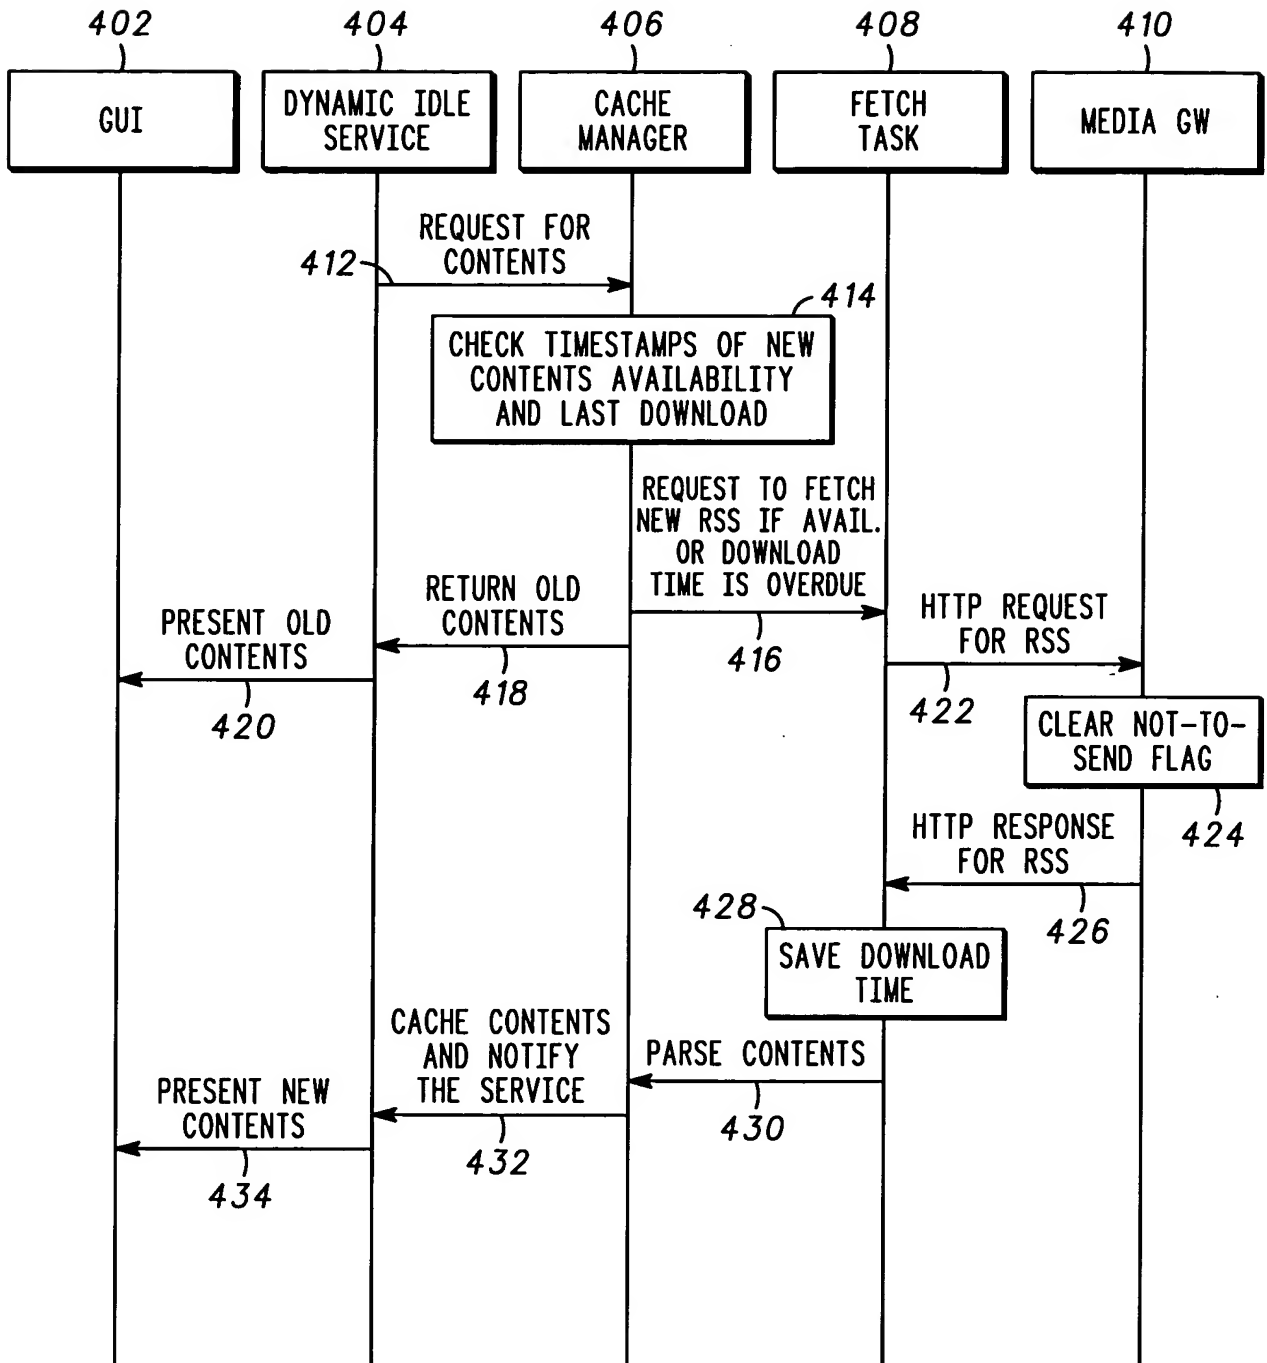 402
404
406
408
410
GUI
DYNAMIC IDLE
SERVICE
CACHE
MANAGER
FETCH
TASK
MEDIA GW
REQUEST FOR
CONTENTS
412
414
CHECK TIMESTAMPS OF NEW
CONTENTS AVAILABILITY
AND LAST DOWNLOAD
REQUEST TO FETCH
NEW RSS IF AVAIL.
OR DOWNLOAD
TIME IS OVERDUE
416
RETURN OLD
CONTENTS
418
PRESENT OLD
CONTENTS
420
HTTP REQUEST
FOR RSS
422
CLEAR NOT-TO-
SEND FLAG
424
HTTP RESPONSE
FOR RSS
426
428
SAVE DOWNLOAD
TIME
PARSE CONTENTS
430
CACHE CONTENTS
AND NOTIFY
THE SERVICE
432
PRESENT NEW
CONTENTS
434